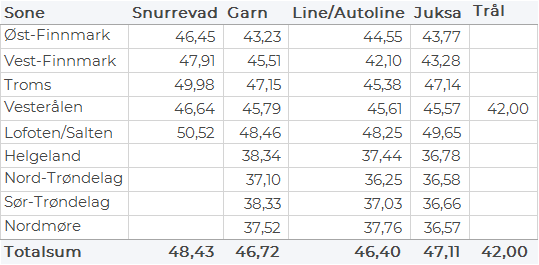 Sone Snurrevad Garn Line/Autoline Juksa Trål
Øst-Finnmark 46,45 43,23 44,55 43,77
Vest-Finnmark 47,91 45,51 42,10 43,28
Troms 49,98 47,15 45,38 47,14
Vesterålen 46,64 45,79 45,61 45,57 42,00
Lofoten/Salten 50,52 48,46 48,25 49,65
Helgeland 38,34 37,44 36,78
Nord-Trøndelag 37,10 36,25 36,58
Sør-Trøndelag 38,33 37,03 36,66
Nordmøre 37,52 37,76 36,57
Totalsum 48,43 46,72 46,40 47,11 42,00